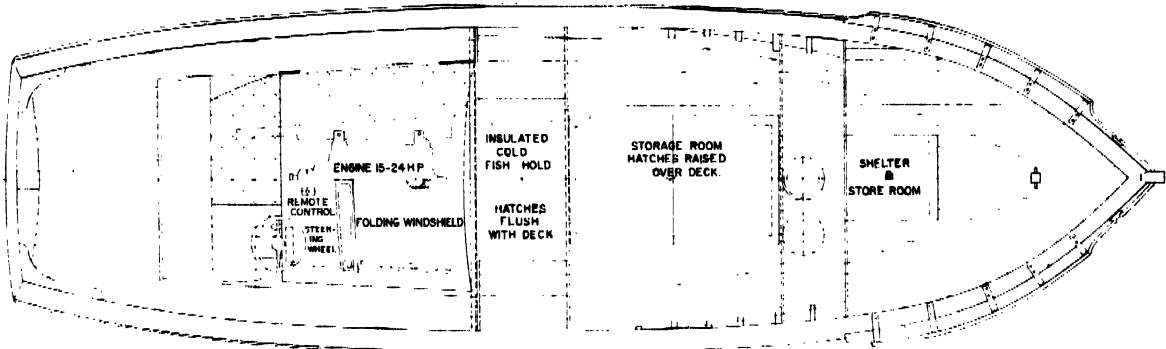 ENGINE 15-24 HP
REMOTE
CONTROL
STEER-
ING
WHEEL
FOLDING WINDSHIELD
INSULATED
COLD
FISH HOLD
HATCHES
FLUSH
WITH DECK
STORAGE ROOM
HATCHES RAISED
OVER DECK.
SHELTER
&
STORE ROOM